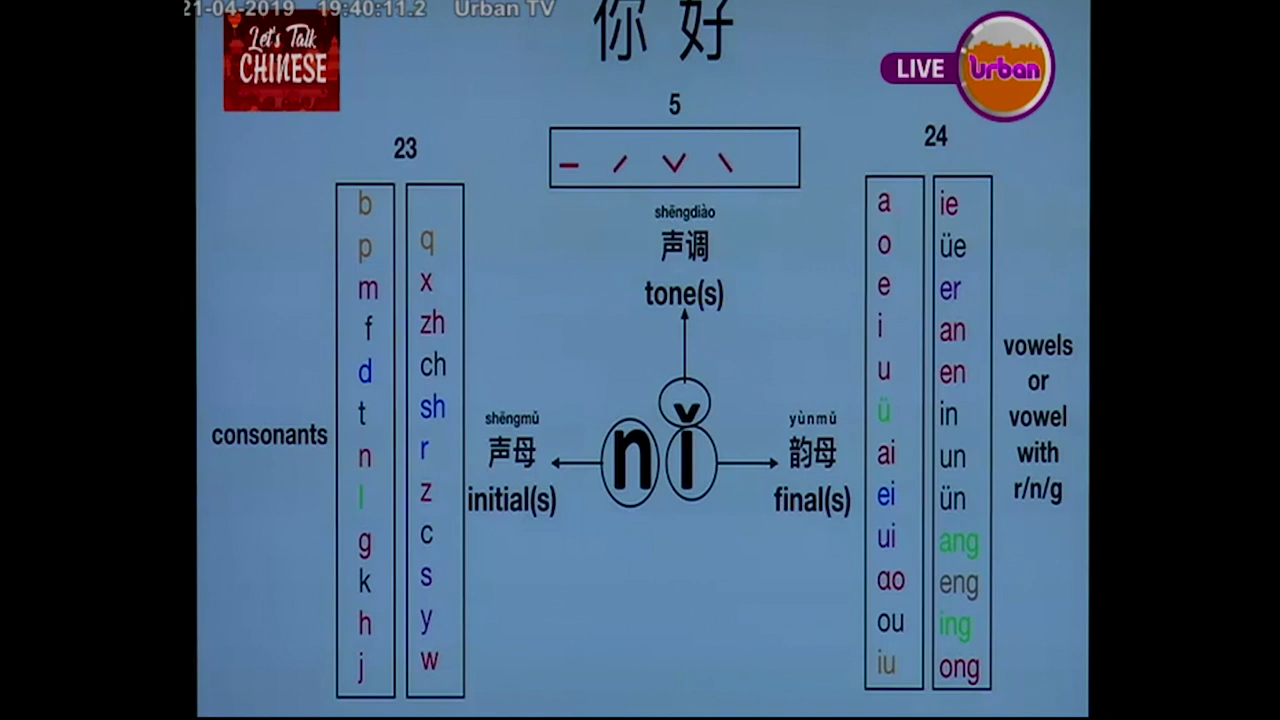 21-04-2019 19:40:11.2 Urban TV
Let's Talk
CHINESE
你好
LIVE Urban
23
5
24
b
p
m
f
d
t
n
l
g
k
h
j
q
x
zh
ch
sh
r
z
c
s
y
w
consonants
shēngdiào
声调
tone(s)
shēngmǔ
声母
initial(s)
nǐ
yùnmǔ
韵母
final(s)
a
o
e
i
u
ü
ai
ei
ui
ao
ou
iu
ie
üe
er
an
en
in
un
ün
ang
eng
ing
ong
vowels
or
vowel
with
r/n/g